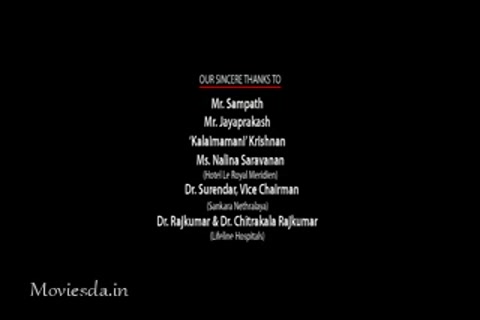 OUR SINCERE THANKS TO
Mr. Sampath
Mr. Jayaprakash
'Kalaimamani' Krishnan
Ms. Nalina Saravanan
(Hotel Le Royal Meridien)
Dr. Surendar, Vice Chairman
(Sankara Nethralaya)
Dr. Rajkumar & Dr. Chitrakala Rajkumar
(Lifeline Hospitals)
Moviesda.in